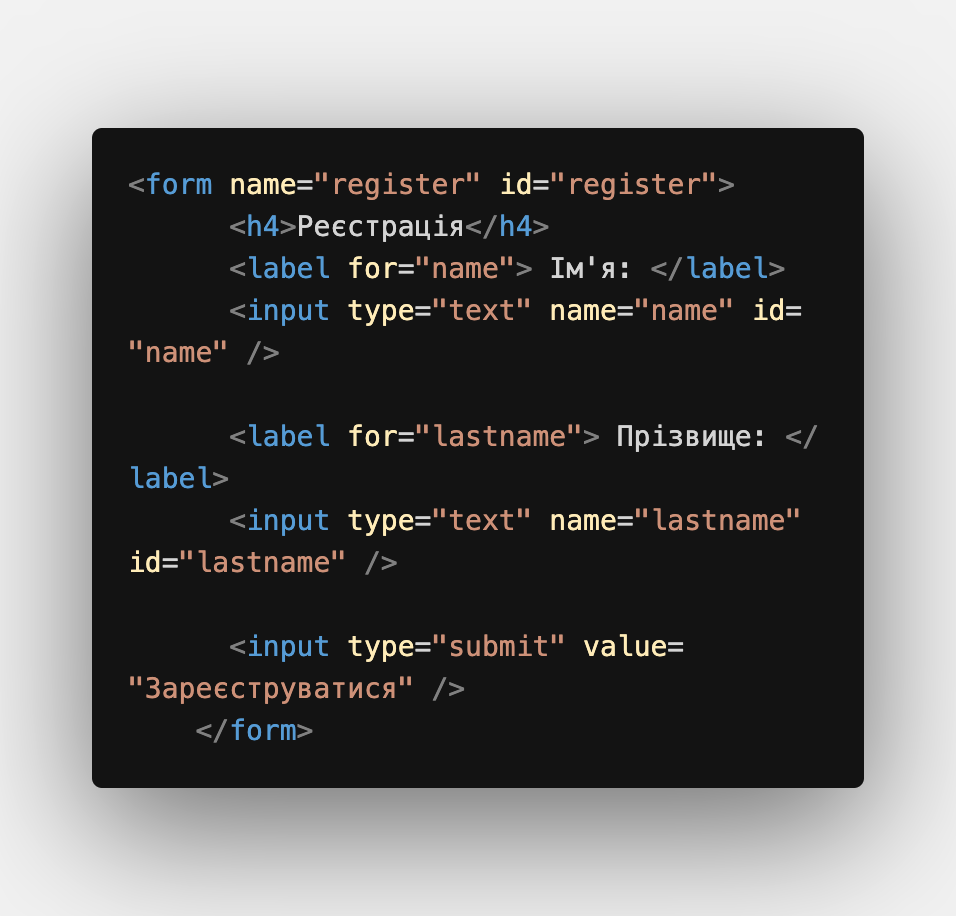 <form name="register" id="register">
      <h4>Реєстрація</h4>
      <label for="name"> Ім'я: </label>
      <input type="text" name="name" id=
"name" />

      <label for="lastname"> Прізвище: </
label>
      <input type="text" name="lastname"
id="lastname" />

      <input type="submit" value=
"Зареєструватися" />
    </form>